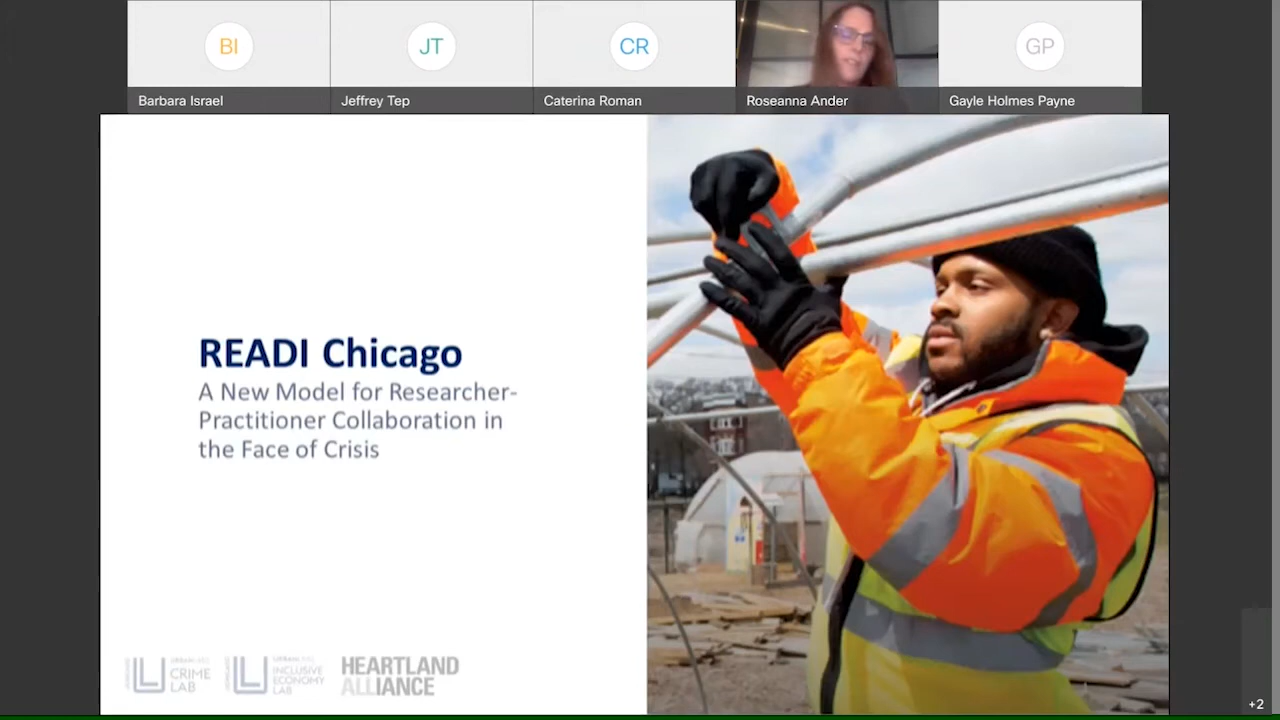 BI
JT
CR
GP
Barbara Israel
Jeffrey Tep
Caterina Roman
Roseanna Ander
Gayle Holmes Payne
READI Chicago
A New Model for Researcher-
Practitioner Collaboration in
the Face of Crisis
CRIME
LAB
INCLUSIVE
ECONOMY
LAB
HEARTLAND
ALLIANCE
+2